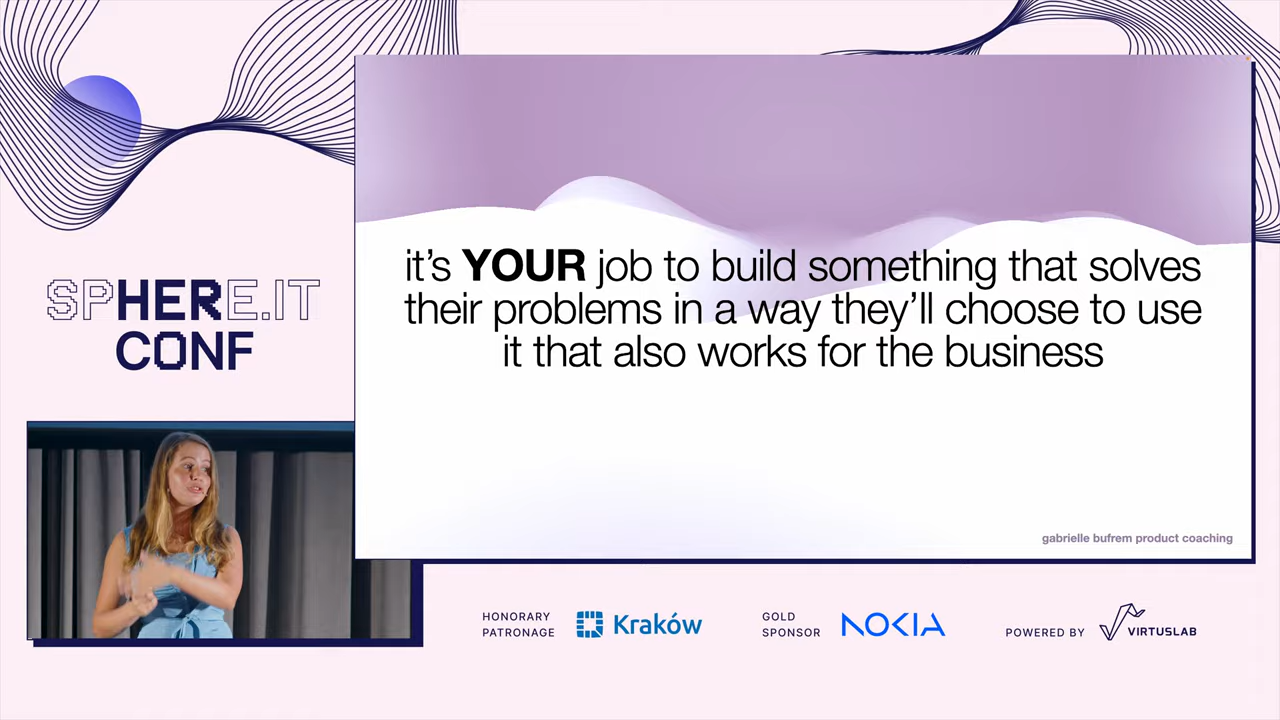 SPHERE.IT
CONF
it's YOUR job to build something that solves
their problems in a way they'll choose to use
it that also works for the business
gabrielle bufrem product coaching
HONORARY
PATRONAGE
Kraków
GOLD
SPONSOR
NOKIA
POWERED BY
VIRTUSLAB